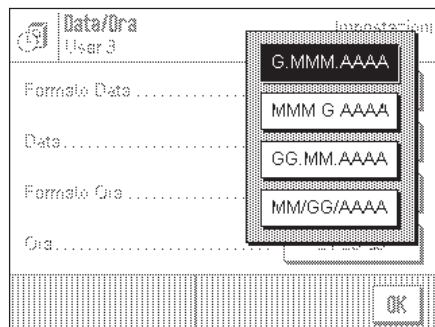 Data/Ora
User 3
Impostazioni
Formato Data
Data
Formato Ora
Ora
G.MMM.AAAA
MMM G AAAA
GG.MM.AAAA
MM/GG/AAAA
OK